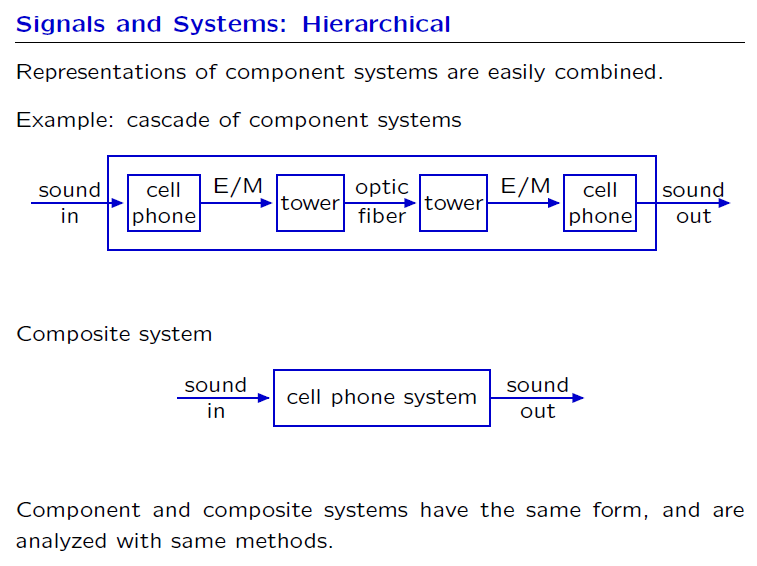 Signals and Systems: Hierarchical
Representations of component systems are easily combined.
Example: cascade of component systems
sound
in
cell
phone
E/M
tower
optic
fiber
tower
E/M
cell
phone
sound
out
Composite system
sound
in
cell phone system
sound
out
Component and composite systems have the same form, and are
analyzed with same methods.